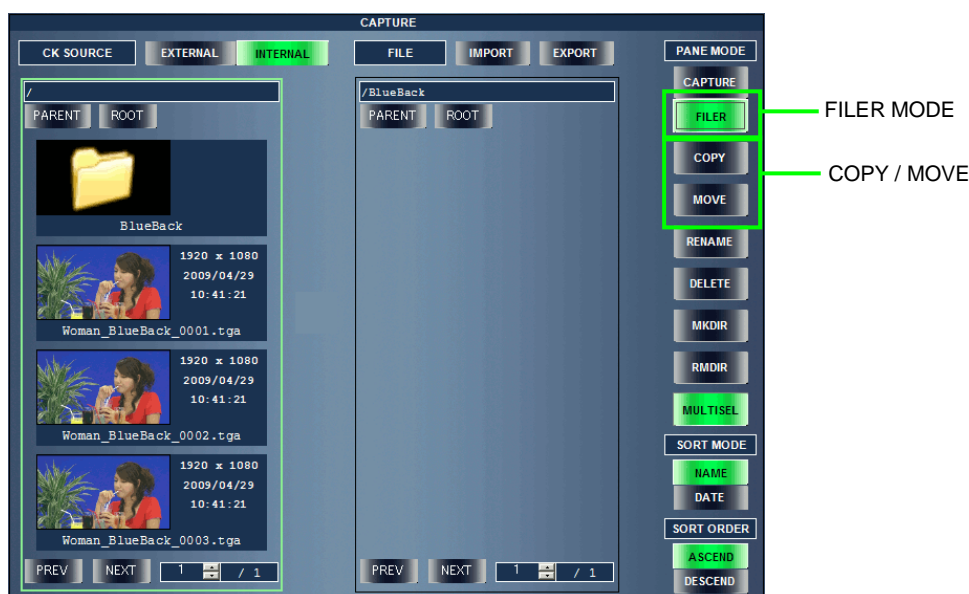 CAPTURE
CK SOURCE EXTERNAL INTERNAL FILE IMPORT EXPORT PANE MODE
/
PARENT ROOT
BlueBack
1920 x 1080
2009/04/29
10:41:21
Woman_BlueBack_0001.tga
1920 x 1080
2009/04/29
10:41:21
Woman_BlueBack_0002.tga
1920 x 1080
2009/04/29
10:41:21
Woman_BlueBack_0003.tga
PREV NEXT 1 / 1
/BlueBack
PARENT ROOT
PREV NEXT 1 / 1
CAPTURE
FILER
COPY
MOVE
RENAME
DELETE
MKDIR
RMDIR
MULTISEL
SORT MODE
NAME
DATE
SORT ORDER
ASCEND
DESCEND
FILER MODE
COPY / MOVE